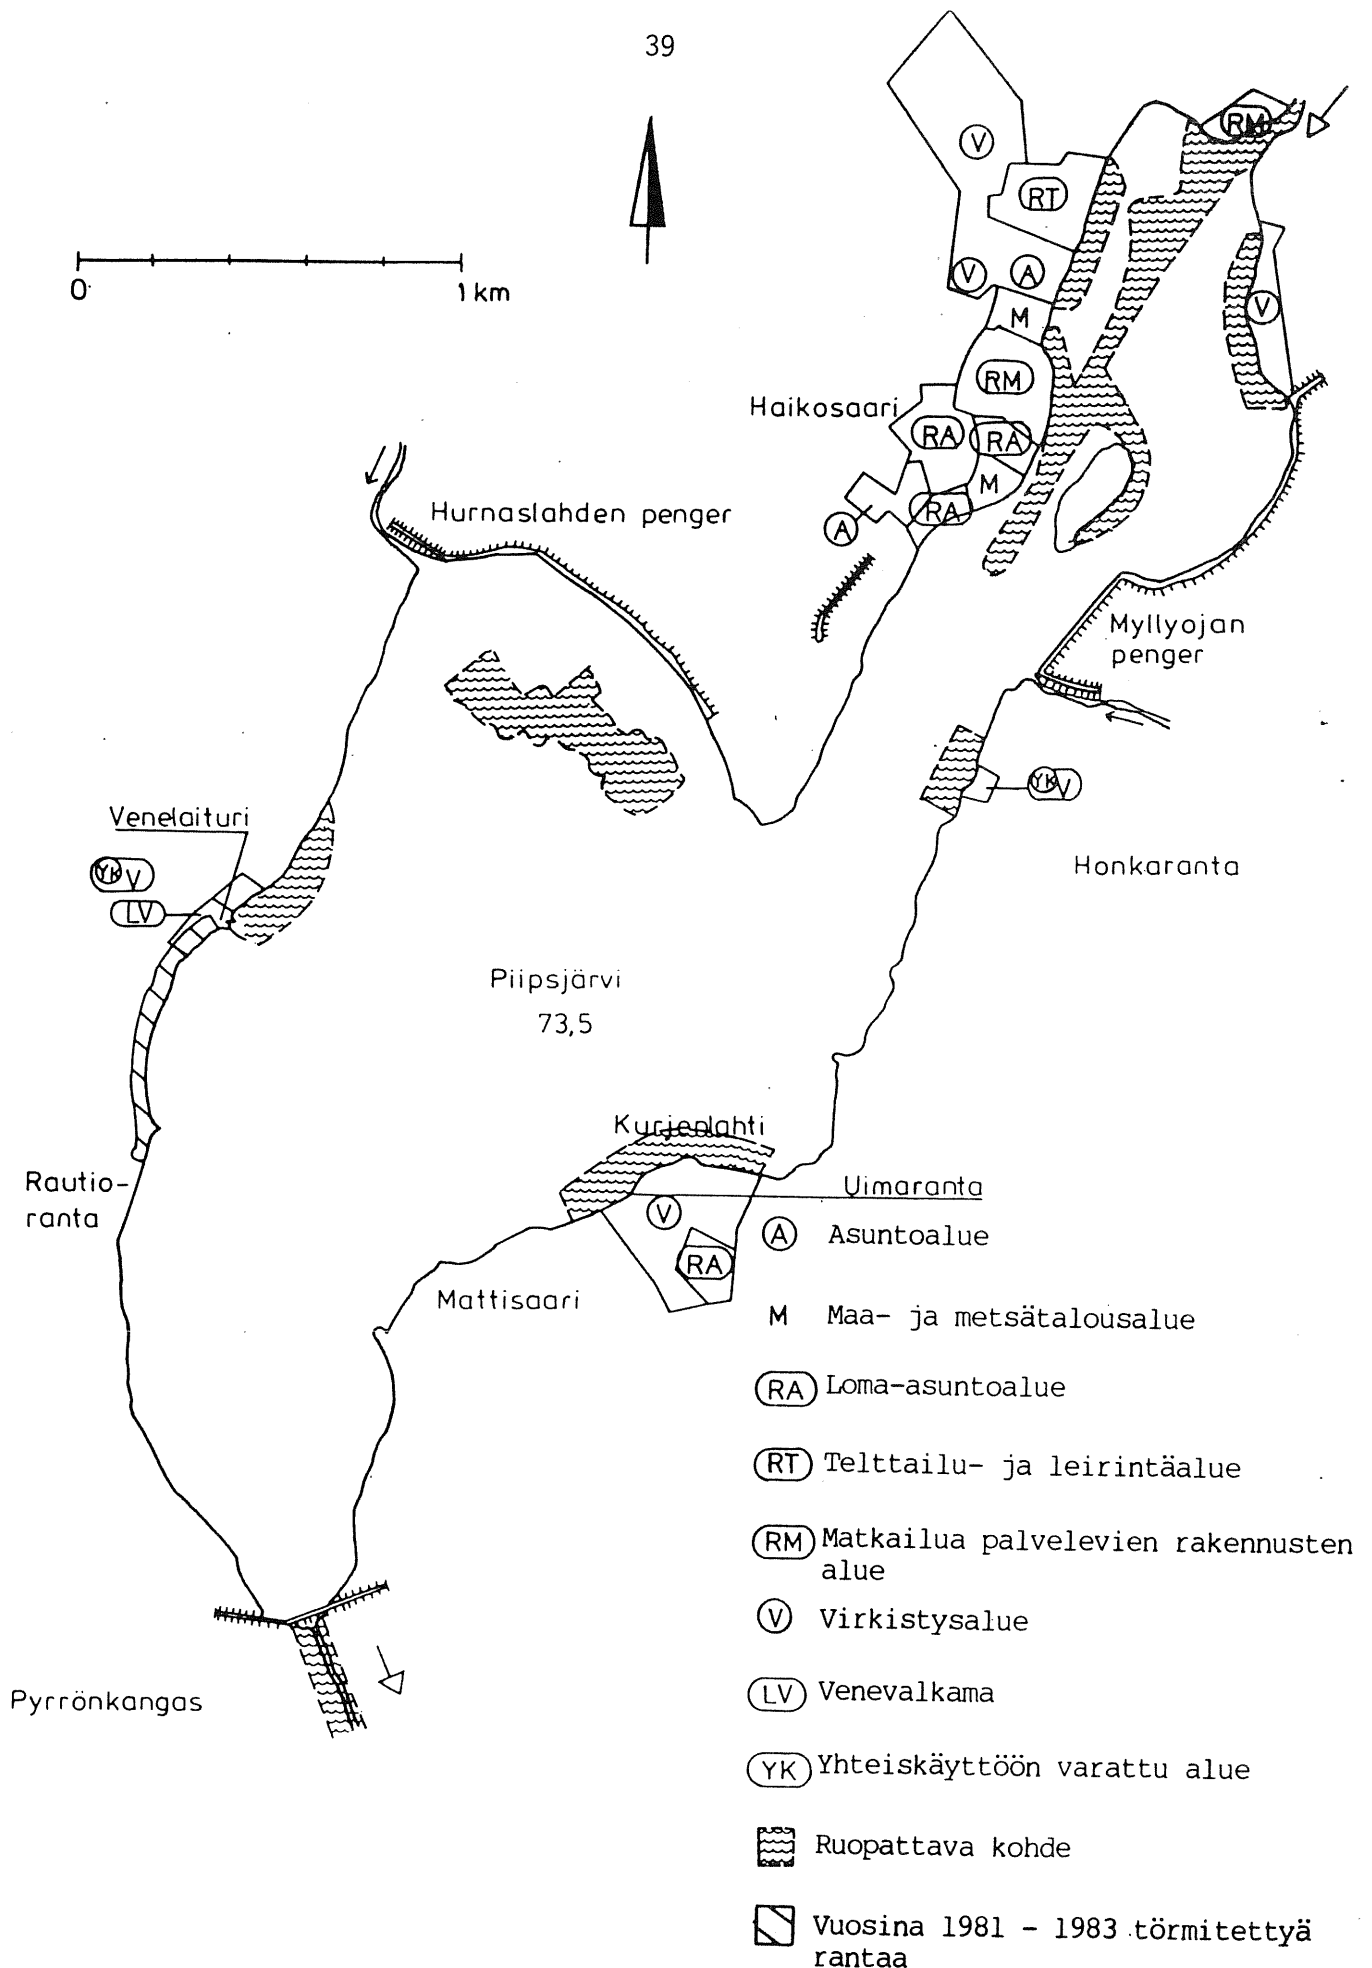 39
RM
V
RT
V
A
V
M
0
1 km
RM
Haikosaari
RA
RA
M
RA
Hurnaslahden penger
A
Myllyojan
penger
YK V
Venelaituri
YK V
Honkaranta
LV
Piipsjärvi
73,5
Kurjenlahti
Rautio-
ranta
Uimaranta
V
RA
Mattisaari
A Asuntoalue
M Maa- ja metsätalousalue
RA Loma-asuntoalue
RT Telttailu- ja leirintäalue
RM Matkailua palvelevien rakennusten
alue
V Virkistysalue
Pyrrönkangas
LV Venevalkama
YK Yhteiskäyttöön varattu alue
Ruopattava kohde
Vuosina 1981 - 1983 törmitettyä
rantaa